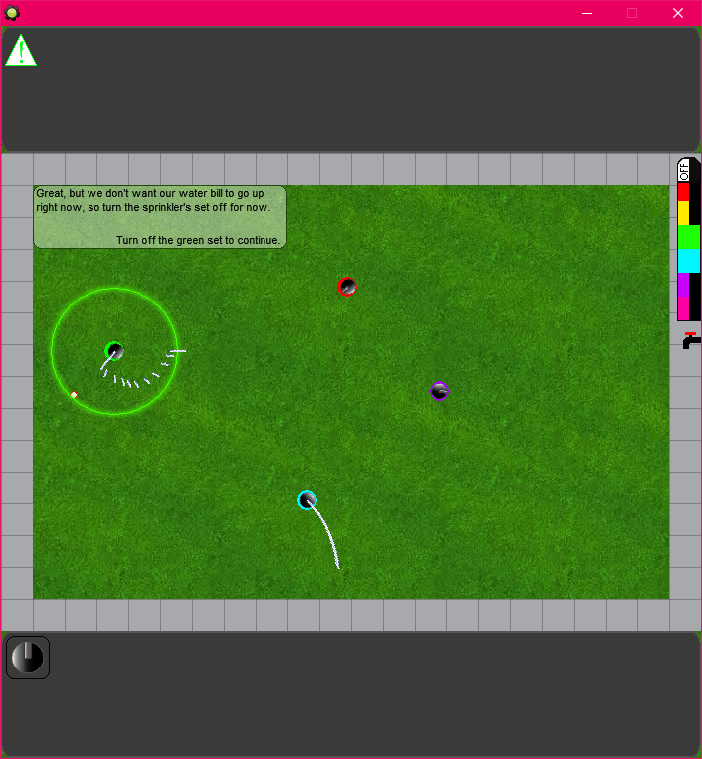 Great, but we don't want our water bill to go up
right now, so turn the sprinkler's set off for now.
Turn off the green set to continue.
OFF